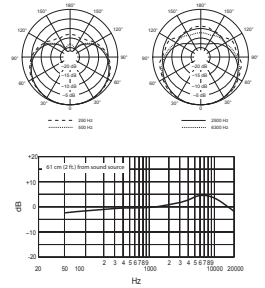 150° 180° 150° 150° 180° 150°
120° 120° 120° 120°
90° 90° 90° 90°
–20 dB –20 dB
–15 dB –15 dB
60° –10 dB 60° 60° –10 dB 60°
–5 dB –5 dB
30° 0 30° 30° 0 30°
250 Hz 2500 Hz
500 Hz 6300 Hz
+20
61 cm (2 ft.) from sound source
+10
dB
0
–10
-20
2 3 4 5 6 7 8 9 2 3 4 5 6 7 8 9
20 50 100 1000 10000 20000
Hz